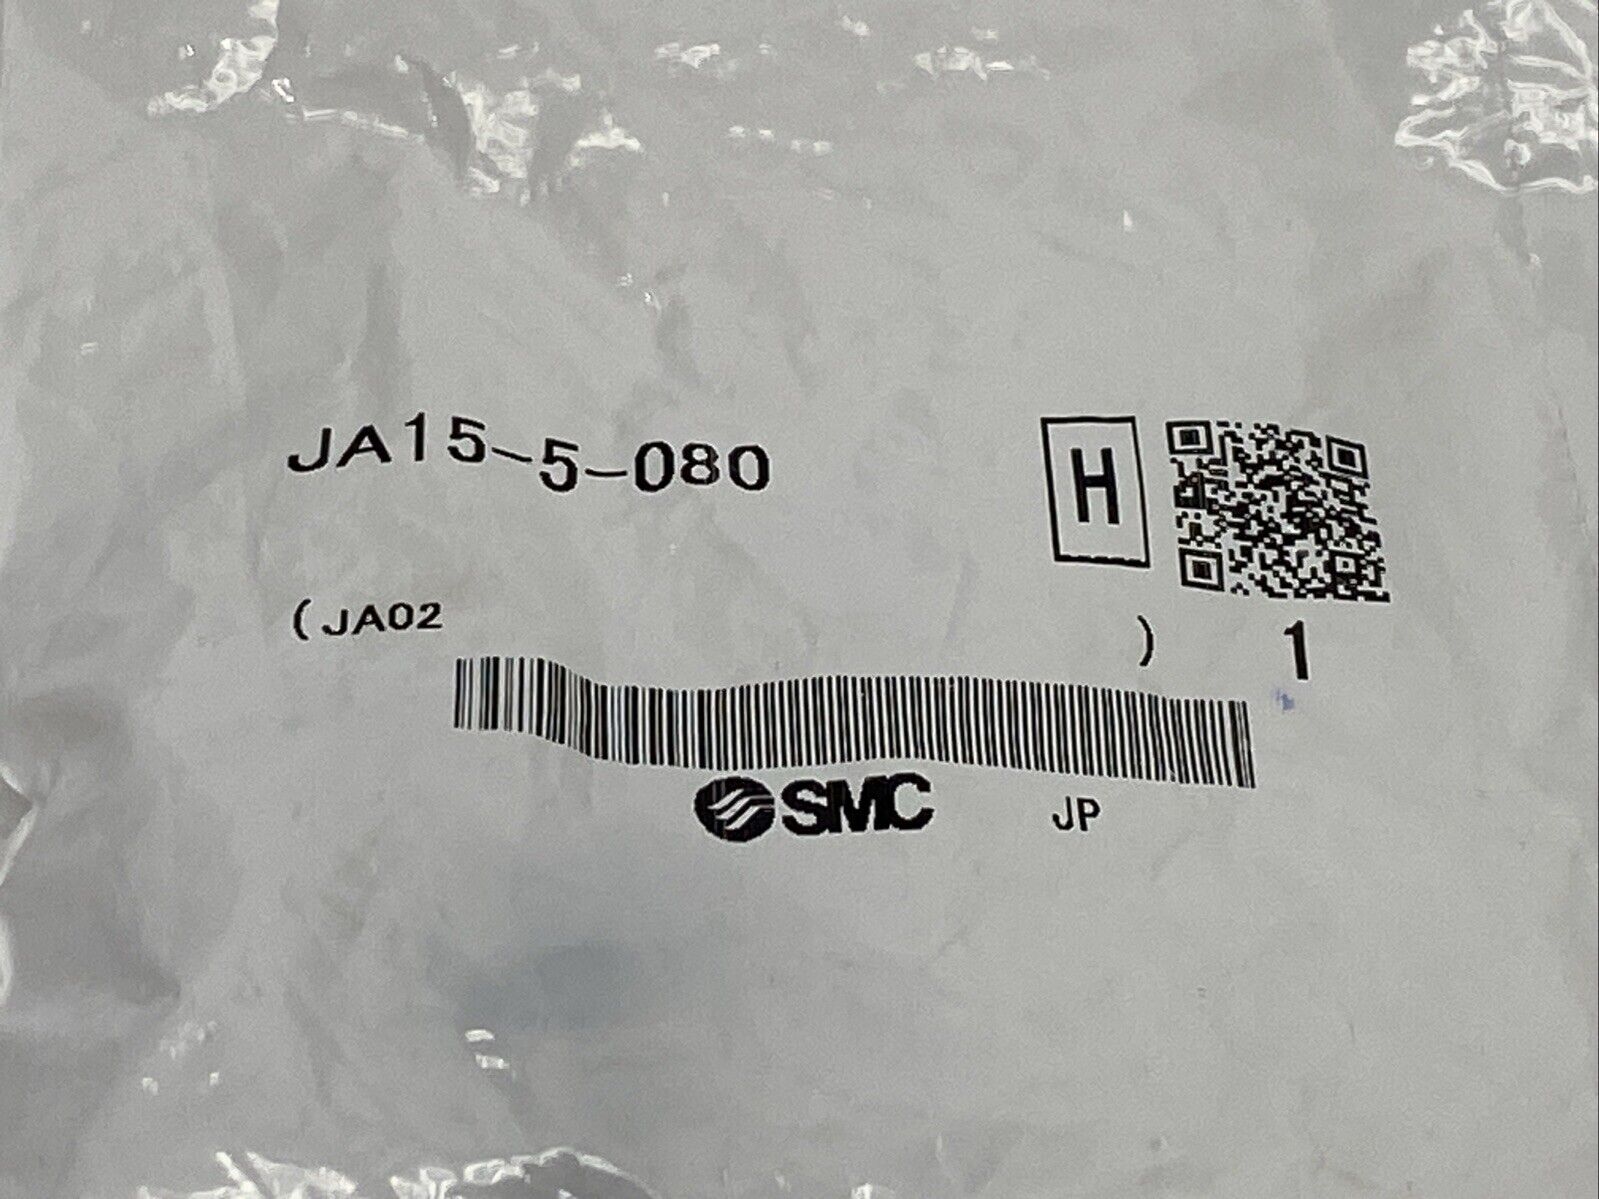 JA15-5-080
H
(JA02 )
1
SMC
JP